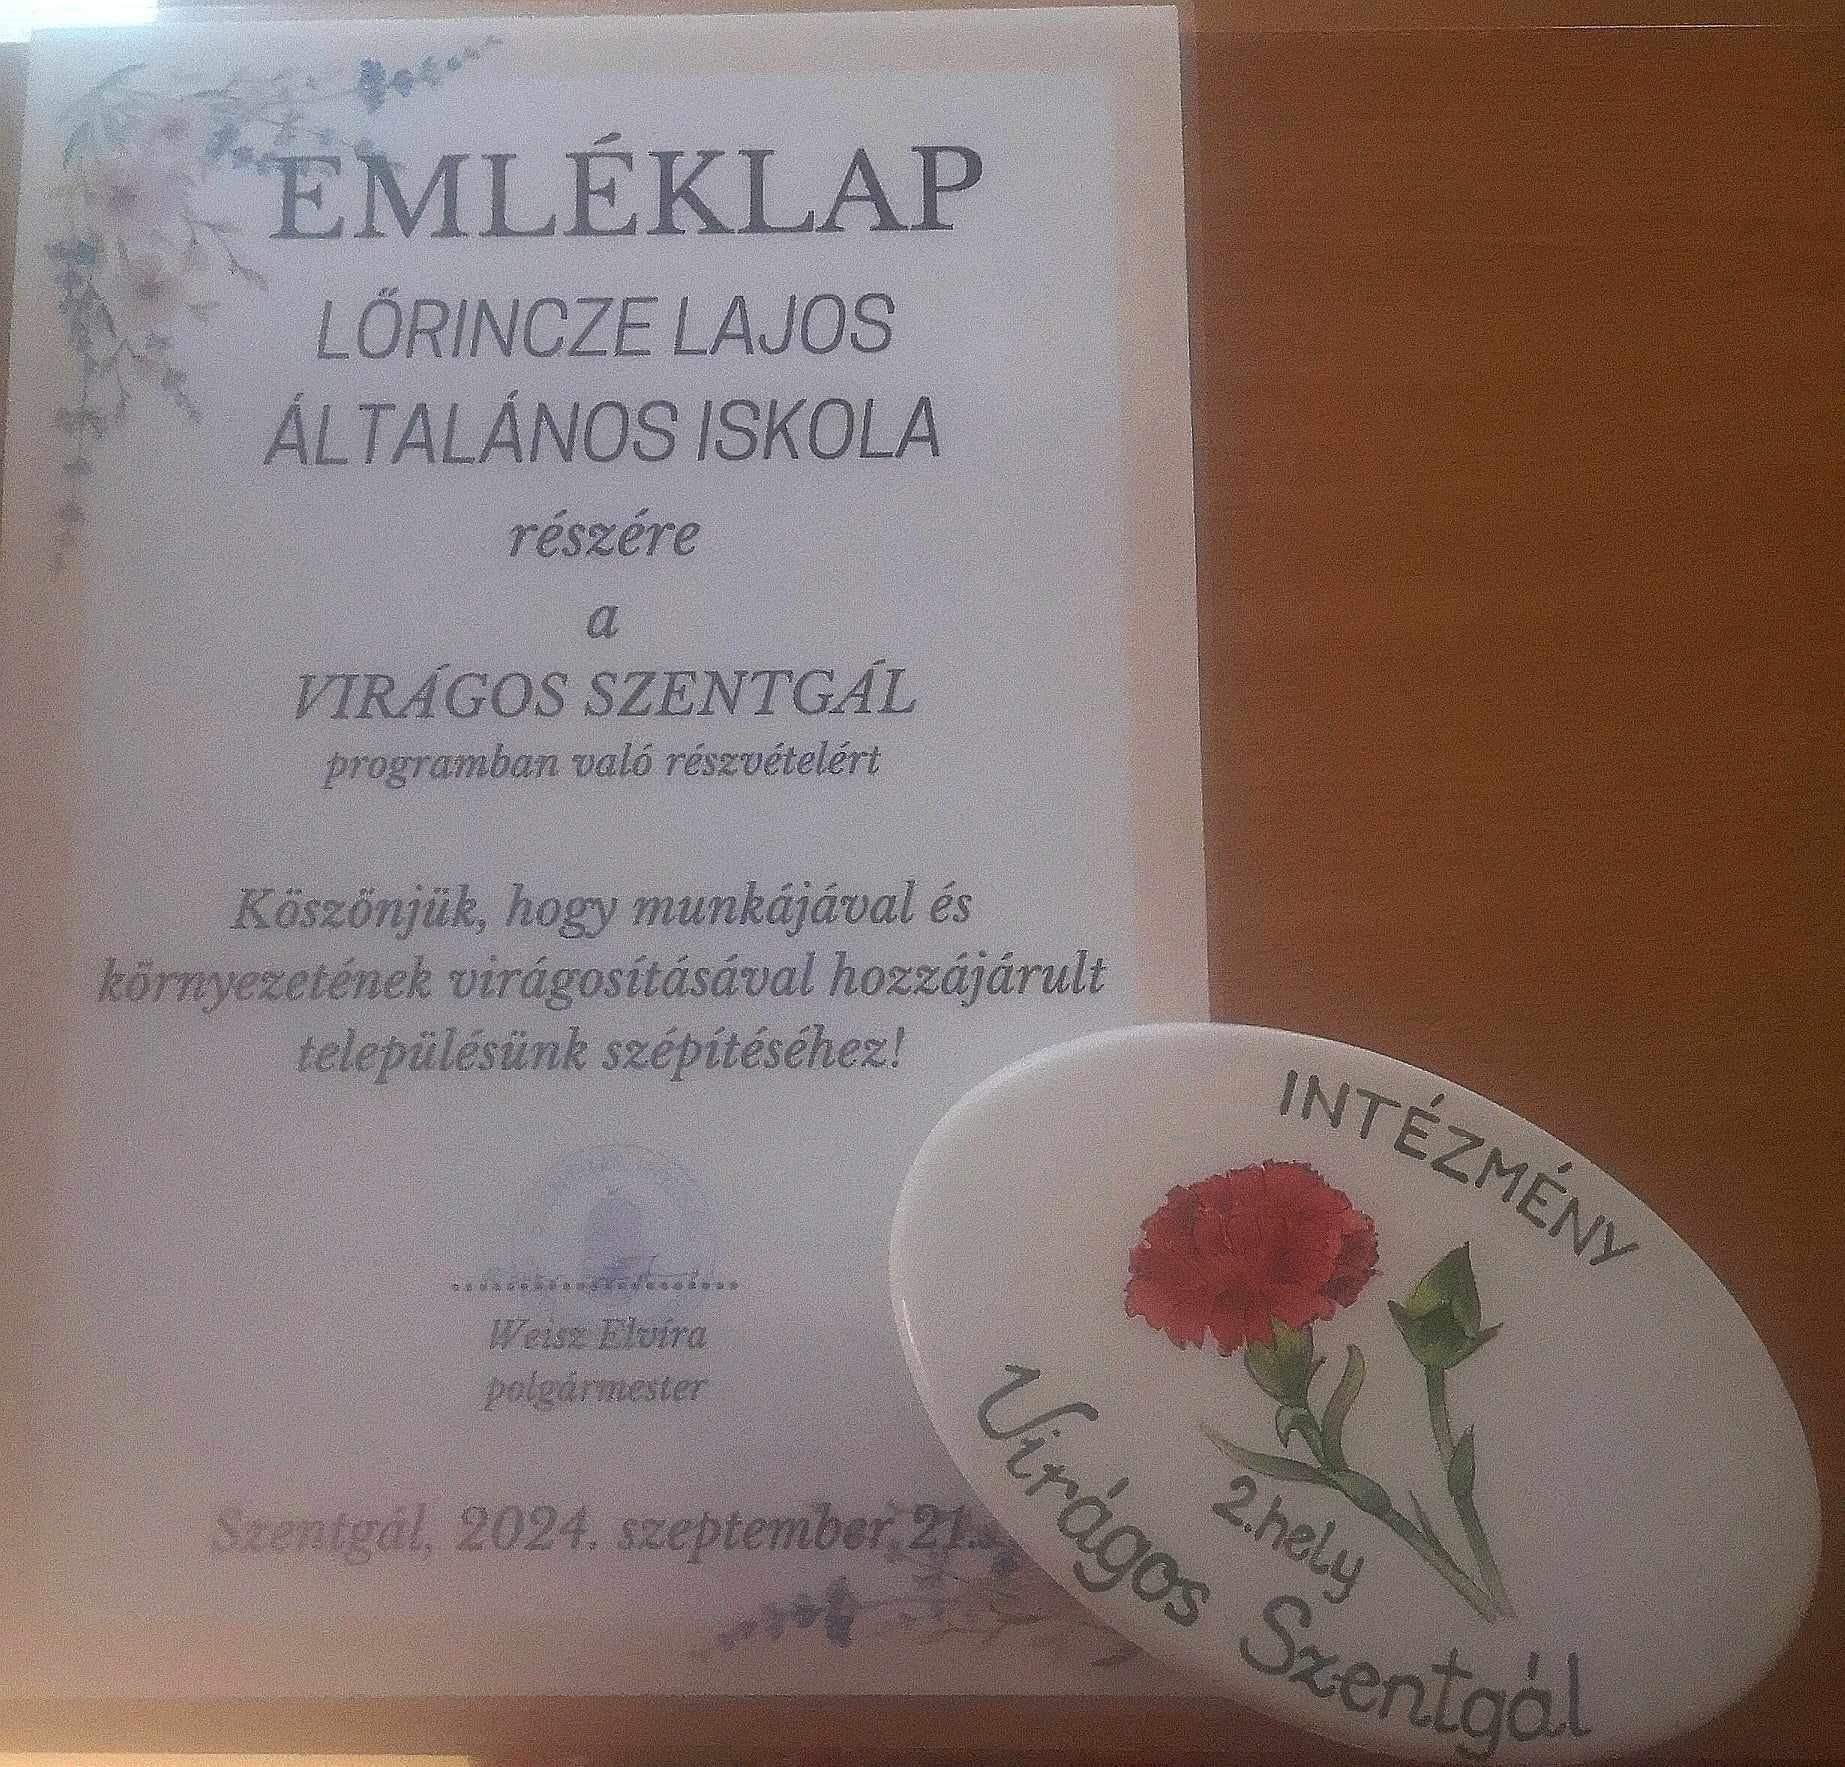 EMLÉKLAP
LŐRINCZE LAJOS
ÁLTALÁNOS ISKOLA
részére
a
VIRÁGOS SZENTGÁL
programban való részvételért
Köszönjük, hogy munkájával és
környezetének virágosításával hozzájárult
településünk szépítéséhez!
Weisz Elvíra
polgármester
Szentgál, 2024. szeptember 21.
INTÉZMÉNY
2.hely
Virágos Szentgál